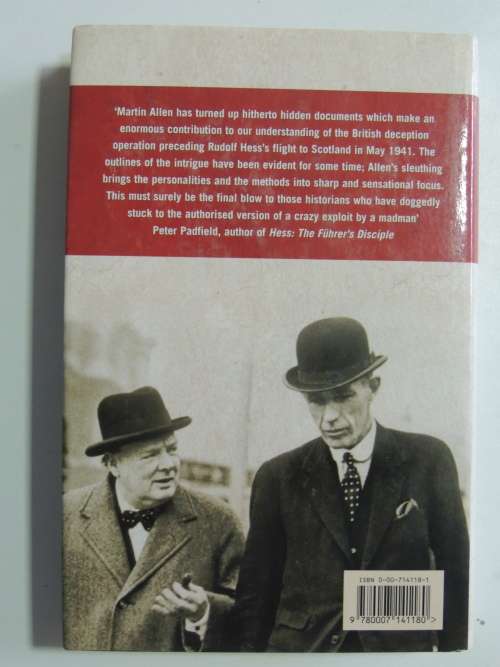 ‘Martin Allen has turned up hitherto hidden documents which make an
enormous contribution to our understanding of the British deception
operation preceding Rudolf Hess's flight to Scotland in May 1941. The
outlines of the intrigue have been evident for some time; Allen's sleuthing
brings the personalities and the methods into sharp and sensational focus.
This must surely be the final blow to those historians who have doggedly
stuck to the authorised version of a crazy exploit by a madman’
Peter Padfield, author of Hess: The Führer's Disciple
ISBN 0-00-714118-1
9 780007 141180 >